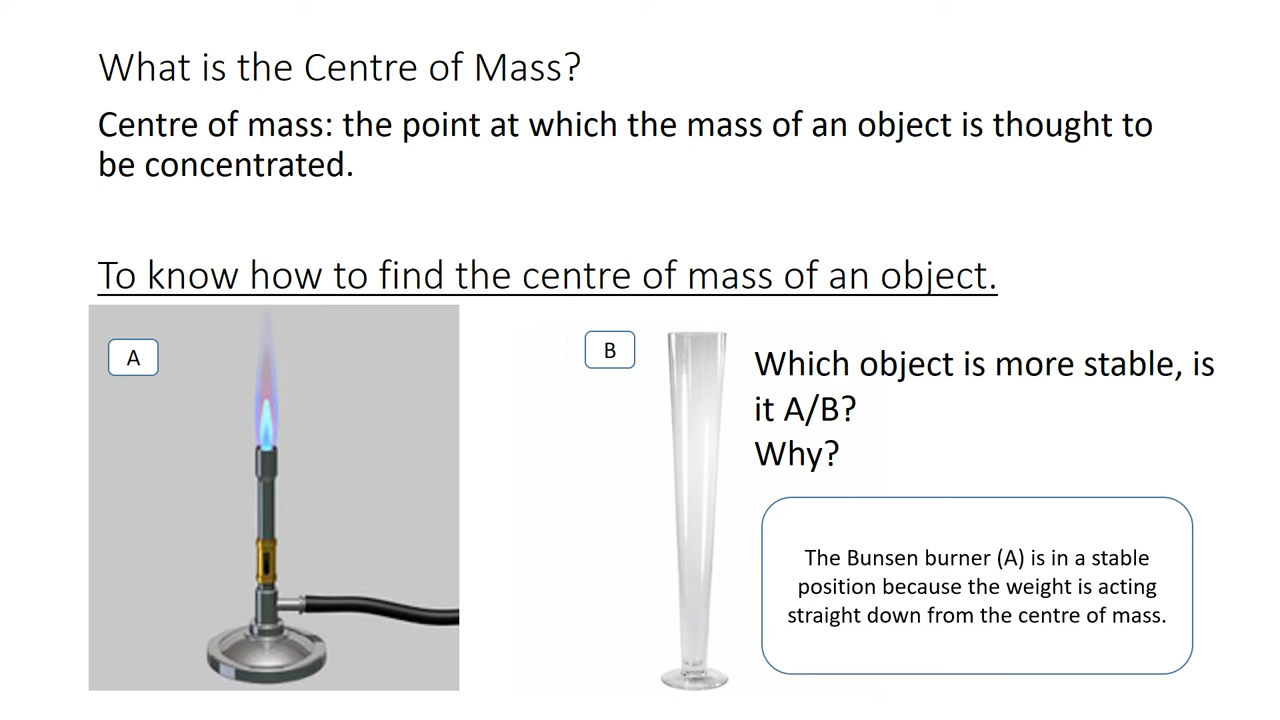 What is the Centre of Mass?
Centre of mass: the point at which the mass of an object is thought to
be concentrated.
To know how to find the centre of mass of an object.
A
B
Which object is more stable, is
it A/B?
Why?
The Bunsen burner (A) is in a stable
position because the weight is acting
straight down from the centre of mass.